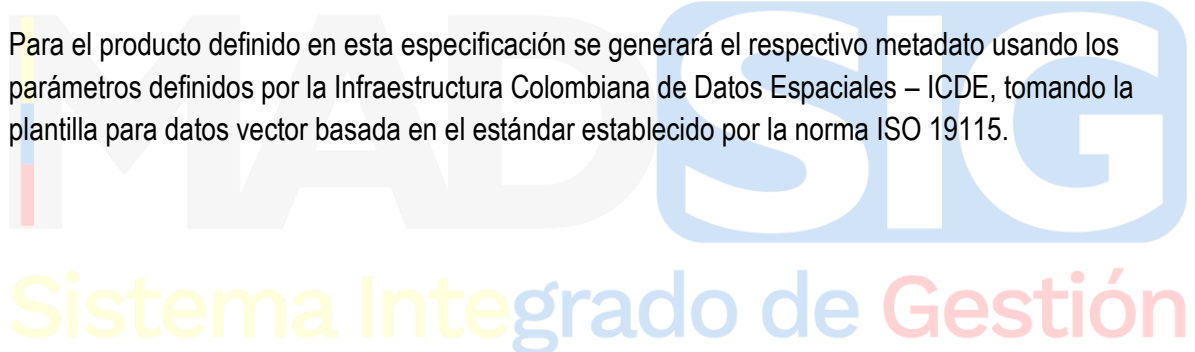 Para el producto definido en esta especificación se generará el respectivo metadato usando los
parámetros definidos por la Infraestructura Colombiana de Datos Espaciales – ICDE, tomando la
plantilla para datos vector basada en el estándar establecido por la norma ISO 19115.
MADSIG
Sistema Integrado de Gestión